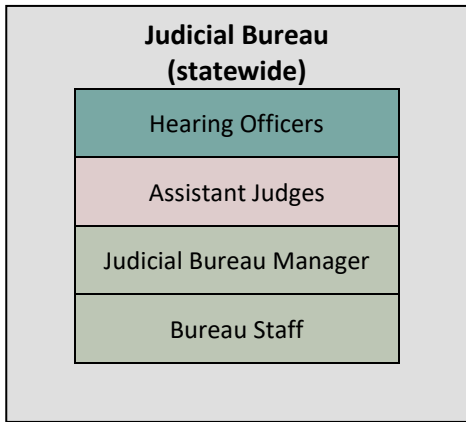 Judicial Bureau
(statewide)
Hearing Officers
Assistant Judges
Judicial Bureau Manager
Bureau Staff